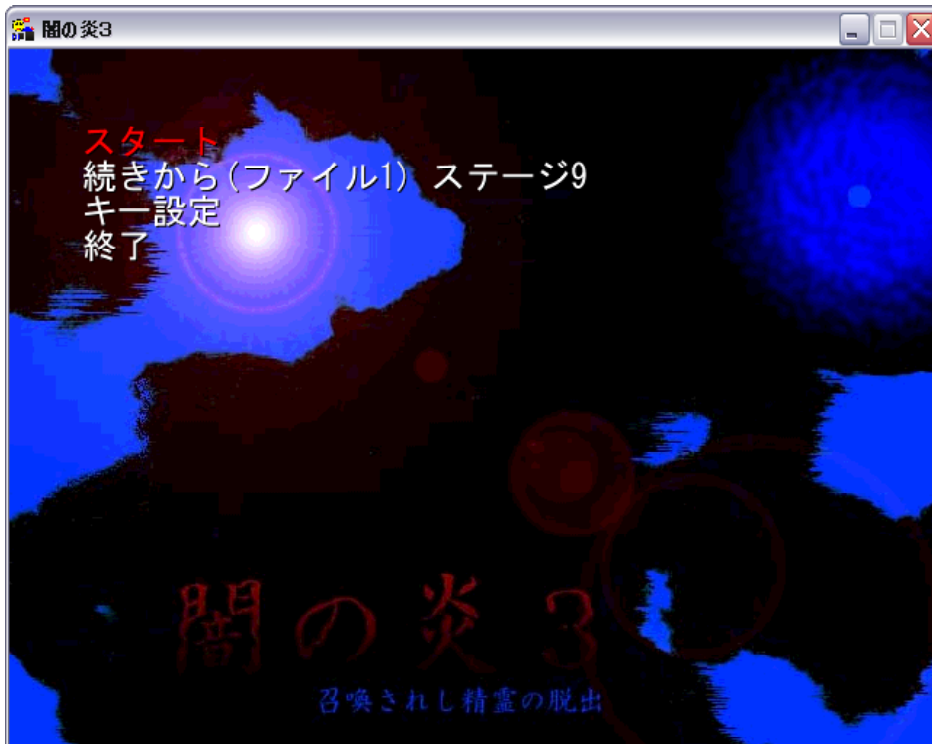 闇の炎3
スタート
続きから(ファイル1) ステージ9
キー設定
終了
闇の炎3
召喚されし精霊の脱出